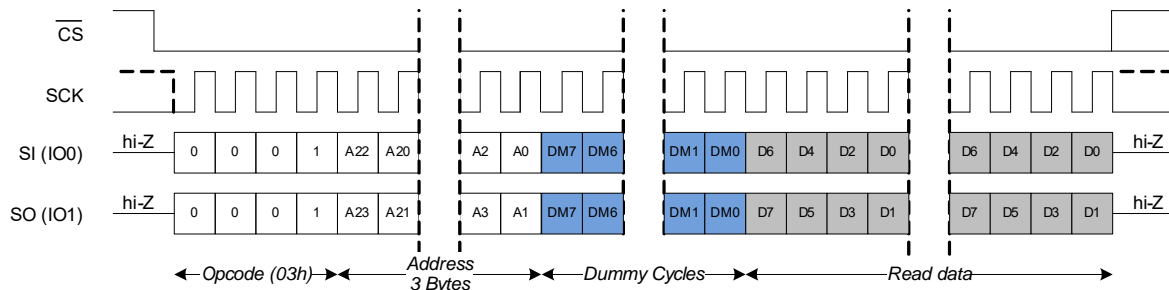 CS
SCK
SI (IO0) hi-Z 0 0 0 1 A22 A20 A2 A0 DM7 DM6 DM1 DM0 D6 D4 D2 D0 D6 D4 D2 D0 hi-Z
SO (IO1) hi-Z 0 0 0 1 A23 A21 A3 A1 DM7 DM6 DM1 DM0 D7 D5 D3 D1 D7 D5 D3 D1 hi-Z
Opcode (03h) Address Dummy Cycles Read data
3 Bytes